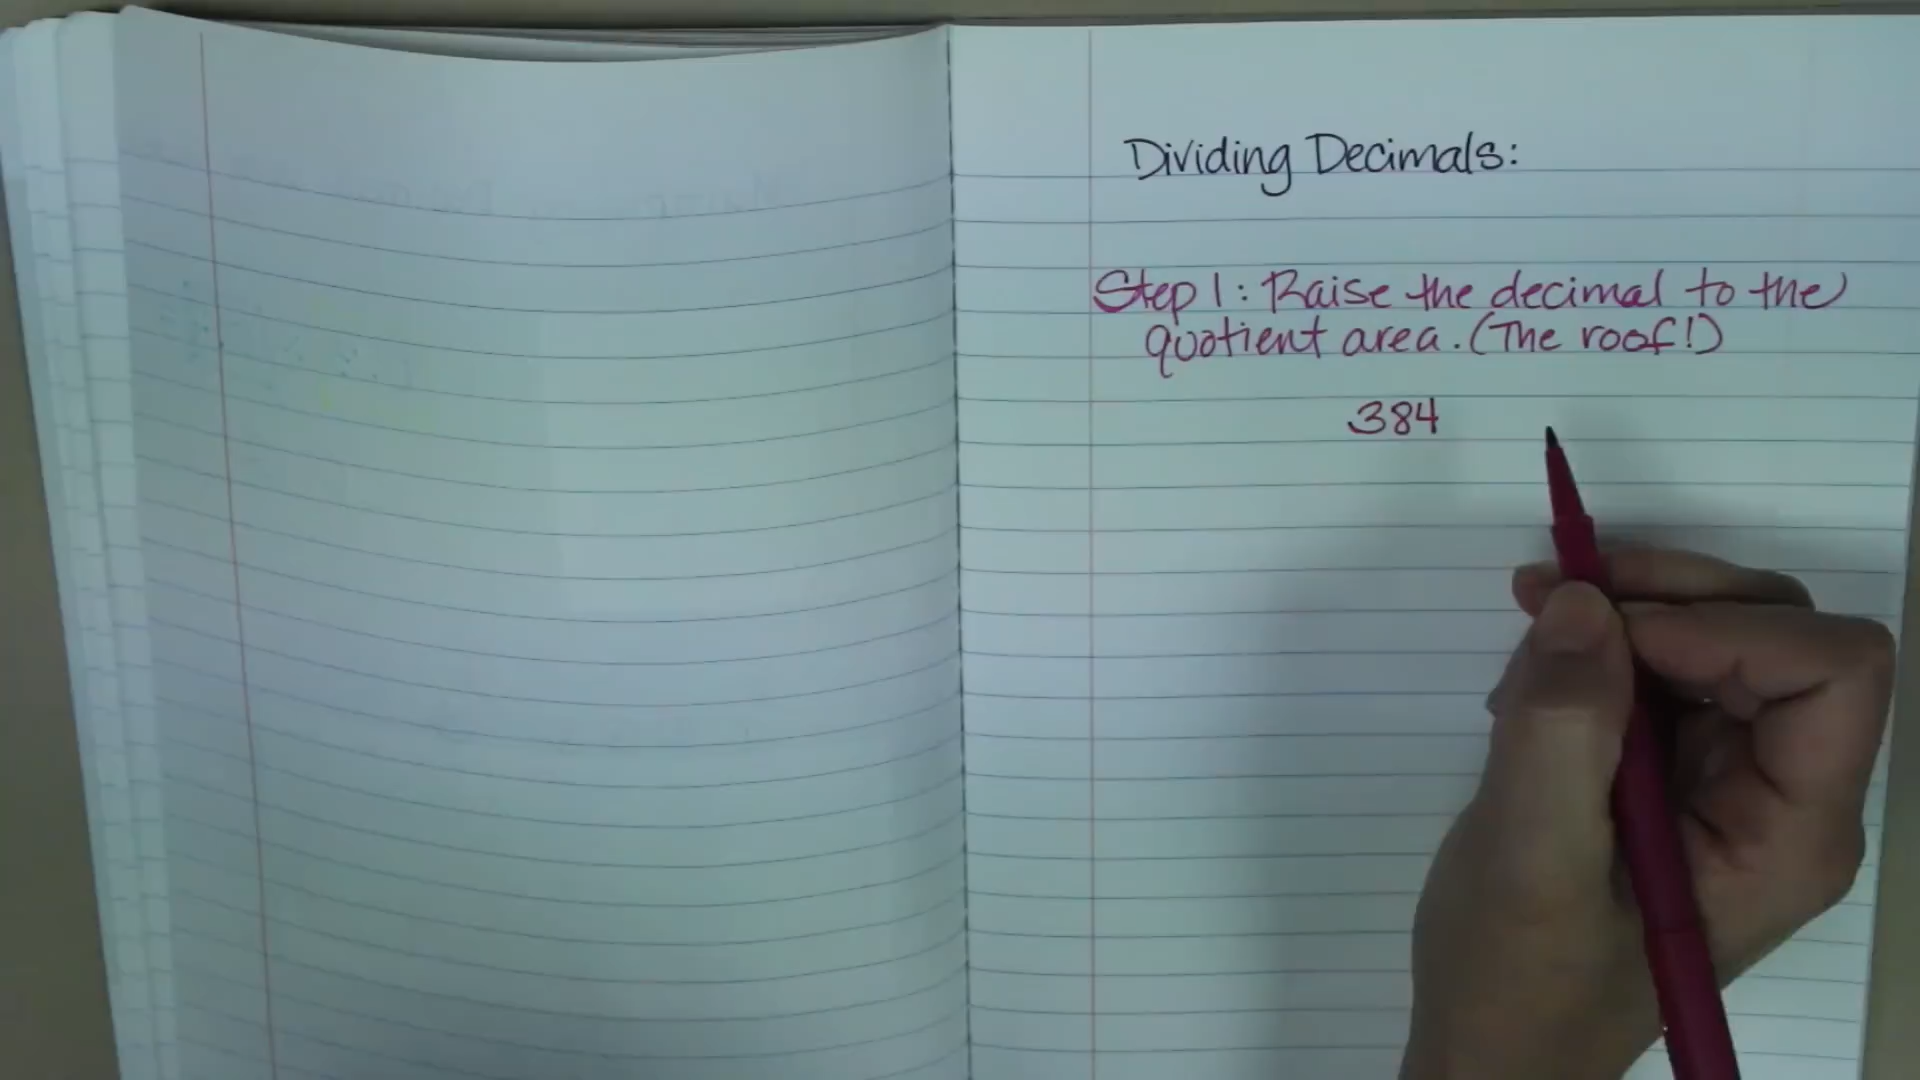 Dividing Decimals:
Step 1: Raise the decimal to the
quotient area. (The roof!)
.384